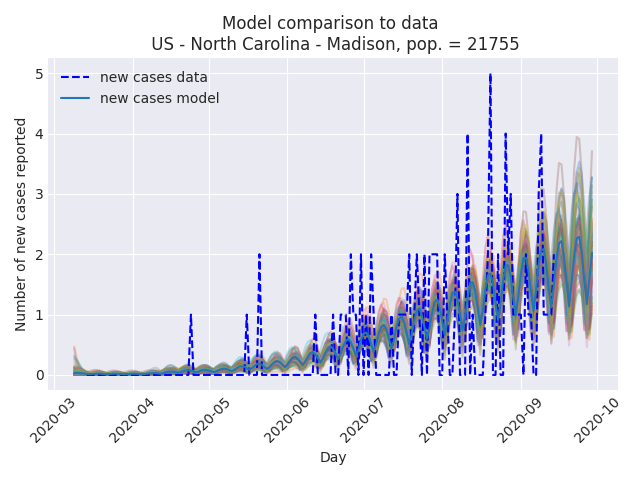 Model comparison to data
US - North Carolina - Madison, pop. = 21755
new cases data
new cases model
Number of new cases reported
5
4
3
2
1
0
2020-03
2020-04
2020-05
2020-06
2020-07
2020-08
2020-09
2020-10
Day